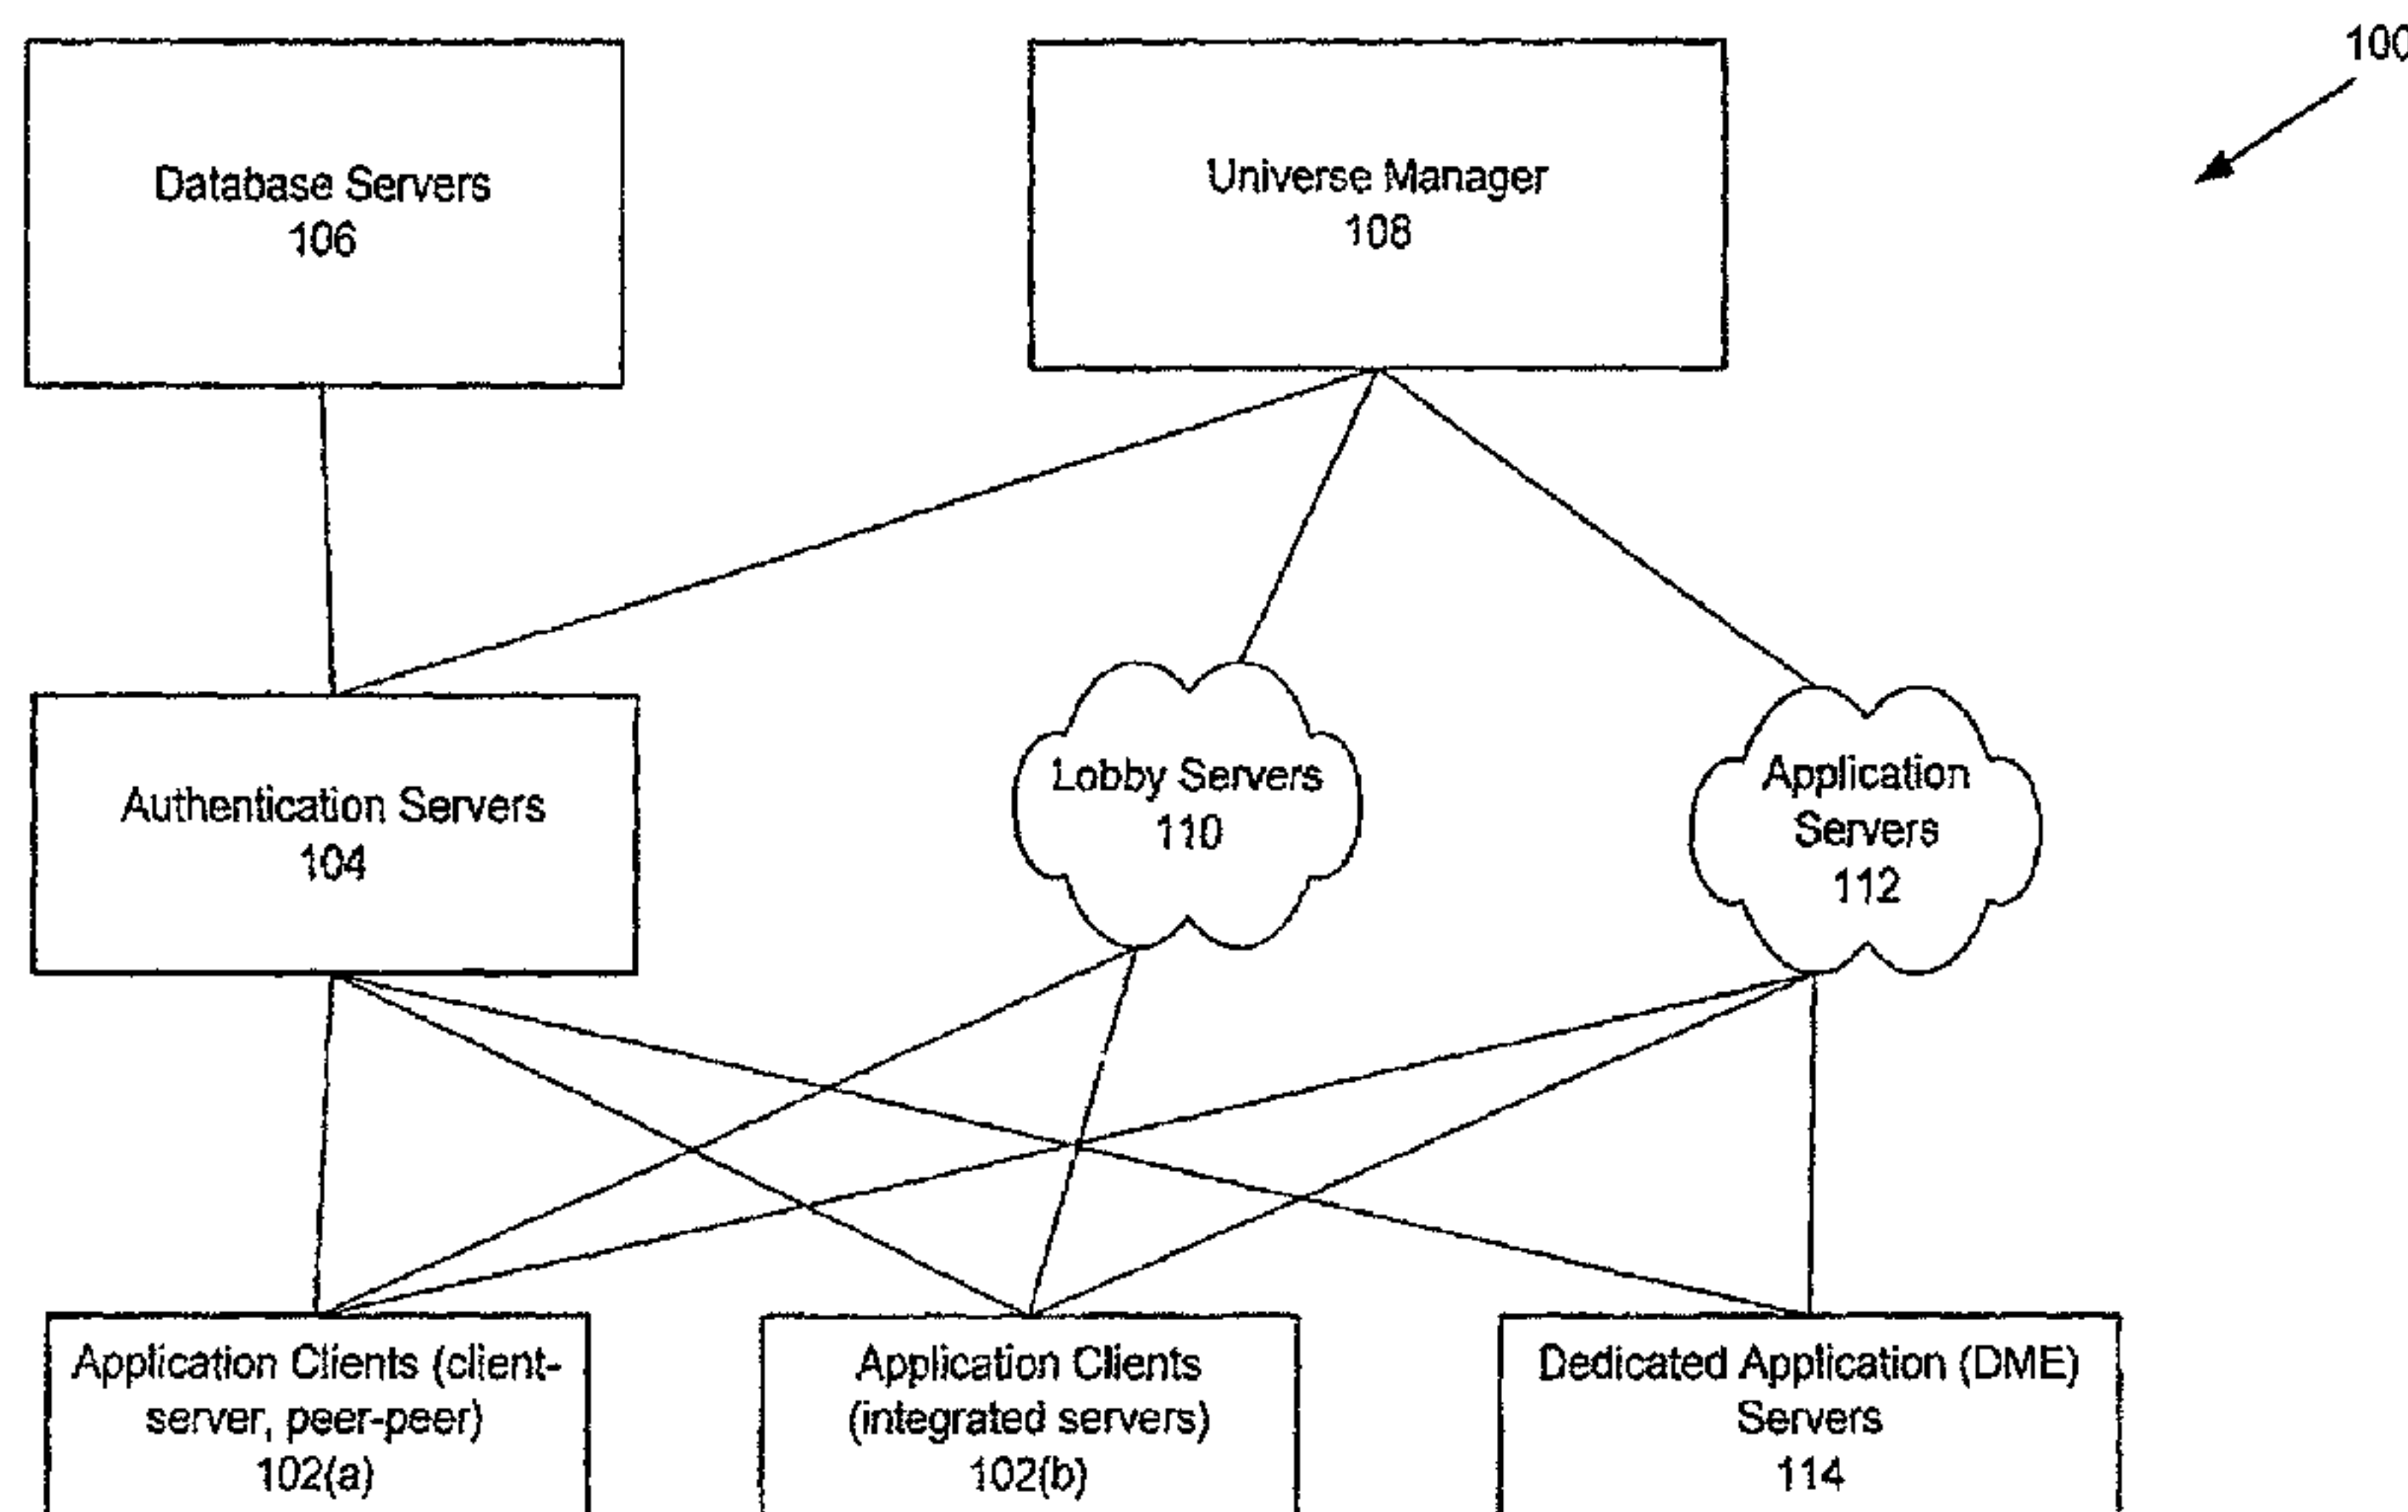 100
Database Servers
106
Universe Manager
108
Authentication Servers
104
Lobby Servers
110
Application
Servers
112
Application Clients (client-
server, peer-peer)
102(a)
Application Clients
(integrated servers)
102(b)
Dedicated Application (DME)
Servers
114